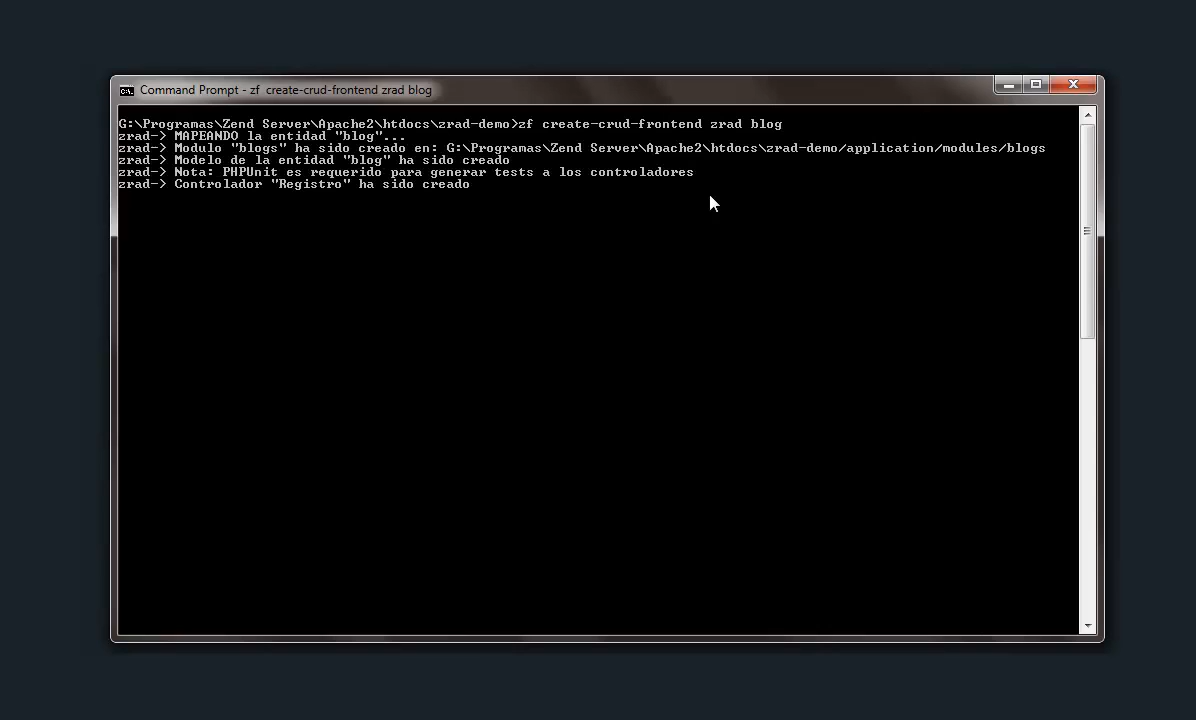 Command Prompt - zf  create-crud-frontend zrad blog
G:\Programas\Zend Server\Apache2\htdocs\zrad-demo>zf create-crud-frontend zrad blog
zrad-> MAPEANDO la entidad "blog"...
zrad-> Modulo "blogs" ha sido creado en: G:\Programas\Zend Server\Apache2\htdocs\zrad-demo/application/modules/blogs
zrad-> Modelo de la entidad "blog" ha sido creado
zrad-> Nota: PHPUnit es requerido para generar tests a los controladores
zrad-> Controlador "Registro" ha sido creado